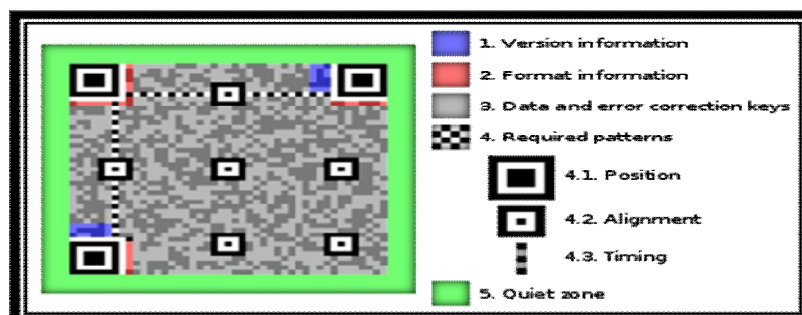 1. Version information
2. Format information
3. Data and error correction keys
4. Required patterns
4.1. Position
4.2. Alignment
4.3. Timing
5. Quiet zone